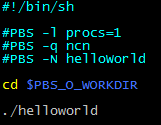 #!/bin/sh
#PBS -l procs=1
#PBS -q ncn
#PBS -N helloWorld
cd $PBS_O_WORKDIR
./helloworld